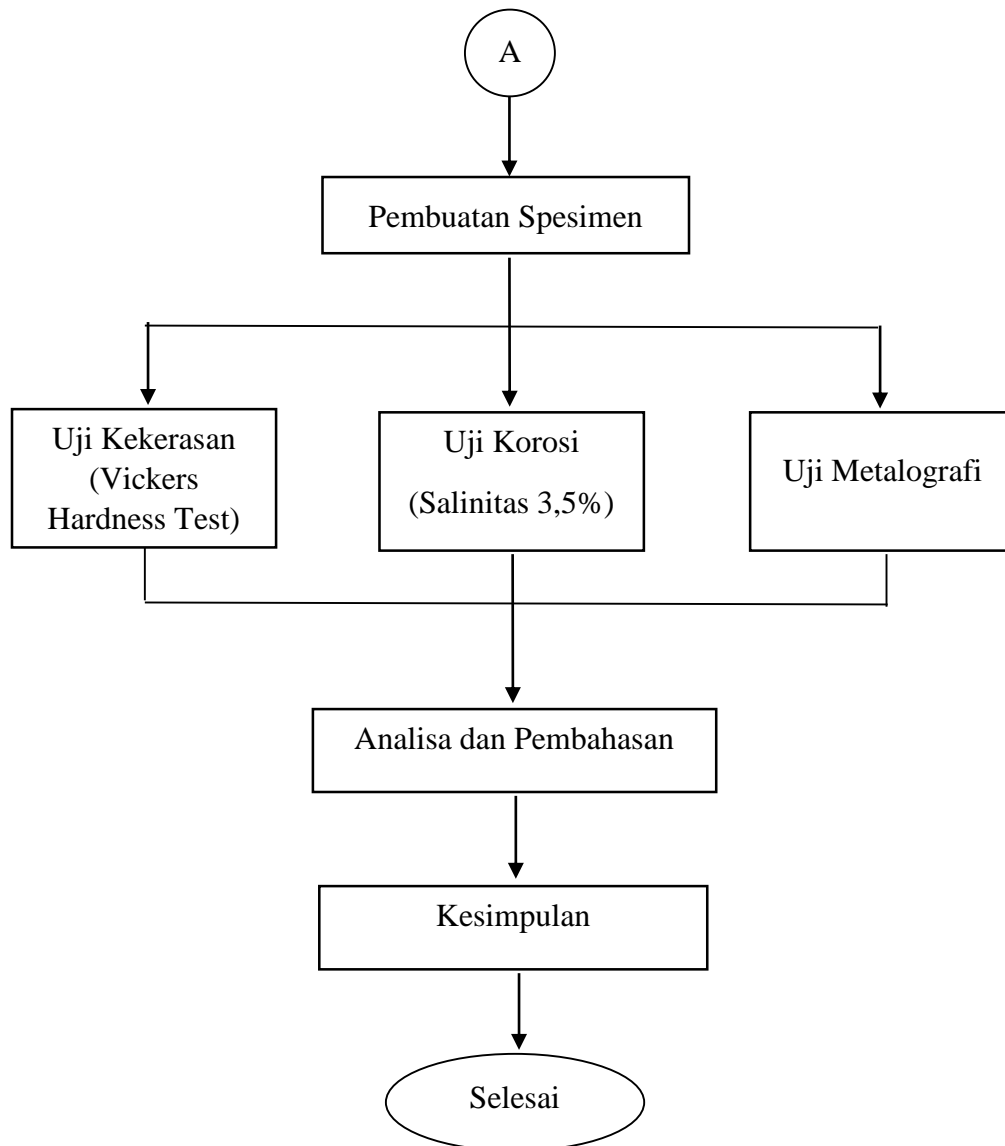 A
Pembuatan Spesimen
Uji Kekerasan
(Vickers
Hardness Test)
Uji Korosi
(Salinitas 3,5%)
Uji Metalografi
Analisa dan Pembahasan
Kesimpulan
Selesai